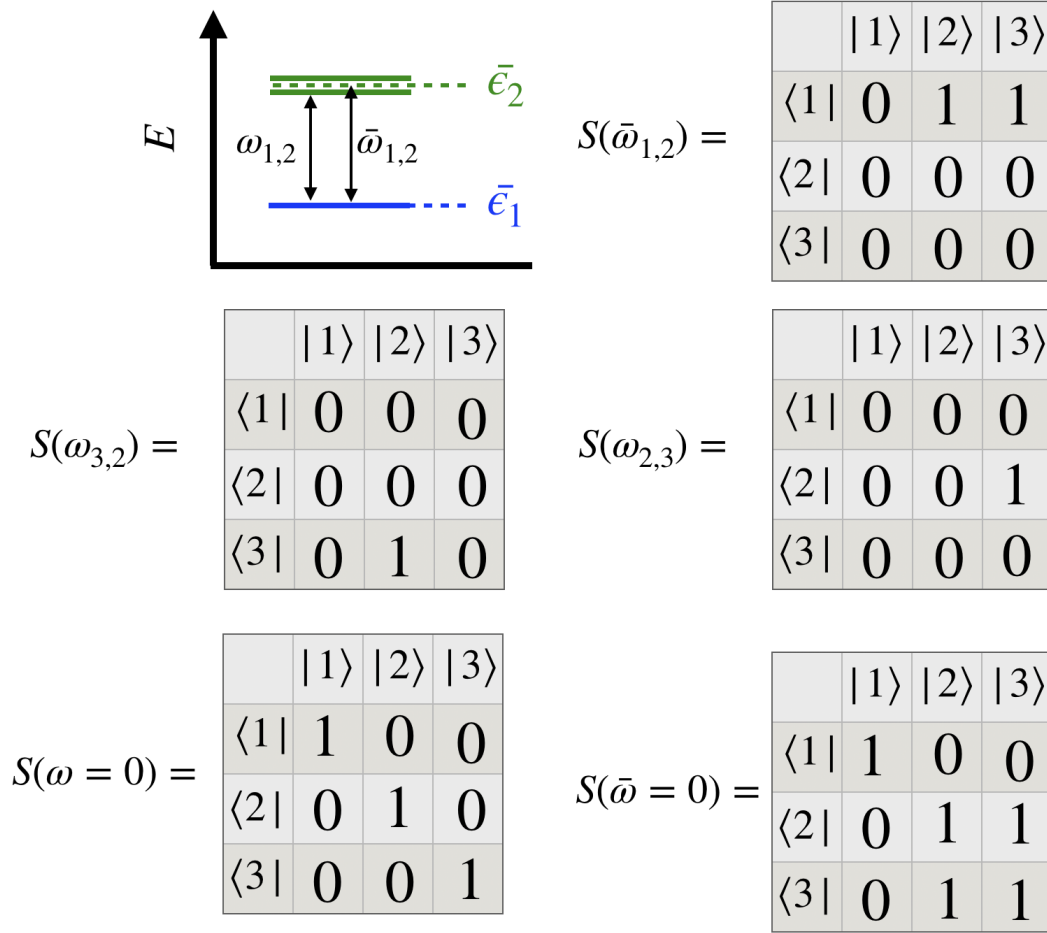 E
ϵ̄₂
ω₁,₂ ω̄₁,₂
ϵ̄₁
S(ω̄₁,₂) =
|1⟩ |2⟩ |3⟩
⟨1| 0 1 1
⟨2| 0 0 0
⟨3| 0 0 0
S(ω₃,₂) =
|1⟩ |2⟩ |3⟩
⟨1| 0 0 0
⟨2| 0 0 0
⟨3| 0 1 0
S(ω₂,₃) =
|1⟩ |2⟩ |3⟩
⟨1| 0 0 0
⟨2| 0 0 1
⟨3| 0 0 0
S(ω = 0) =
|1⟩ |2⟩ |3⟩
⟨1| 1 0 0
⟨2| 0 1 0
⟨3| 0 0 1
S(ω̄ = 0) =
|1⟩ |2⟩ |3⟩
⟨1| 1 0 0
⟨2| 0 1 1
⟨3| 0 1 1